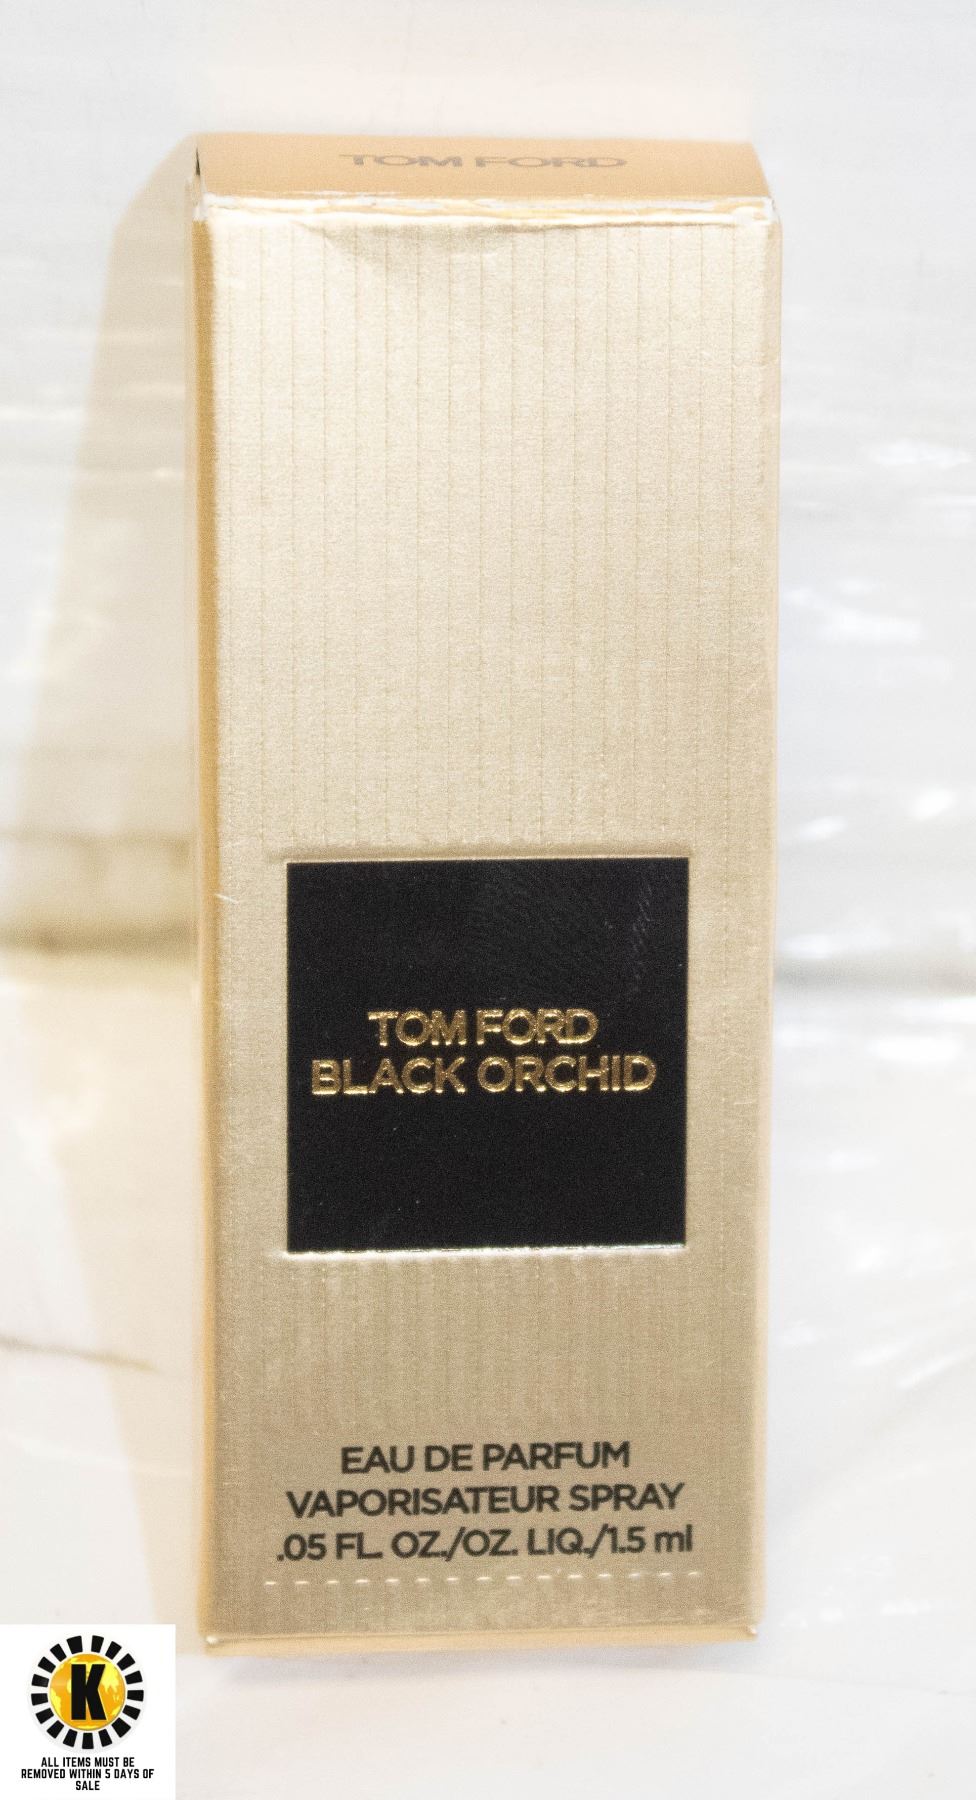 TOM FORD
TOM FORD
BLACK ORCHID
EAU DE PARFUM
VAPORISATEUR SPRAY
.05 FL. OZ./OZ. LIQ./1.5 ml
K
ALL ITEMS MUST BE
REMOVED WITHIN 5 DAYS OF
SALE